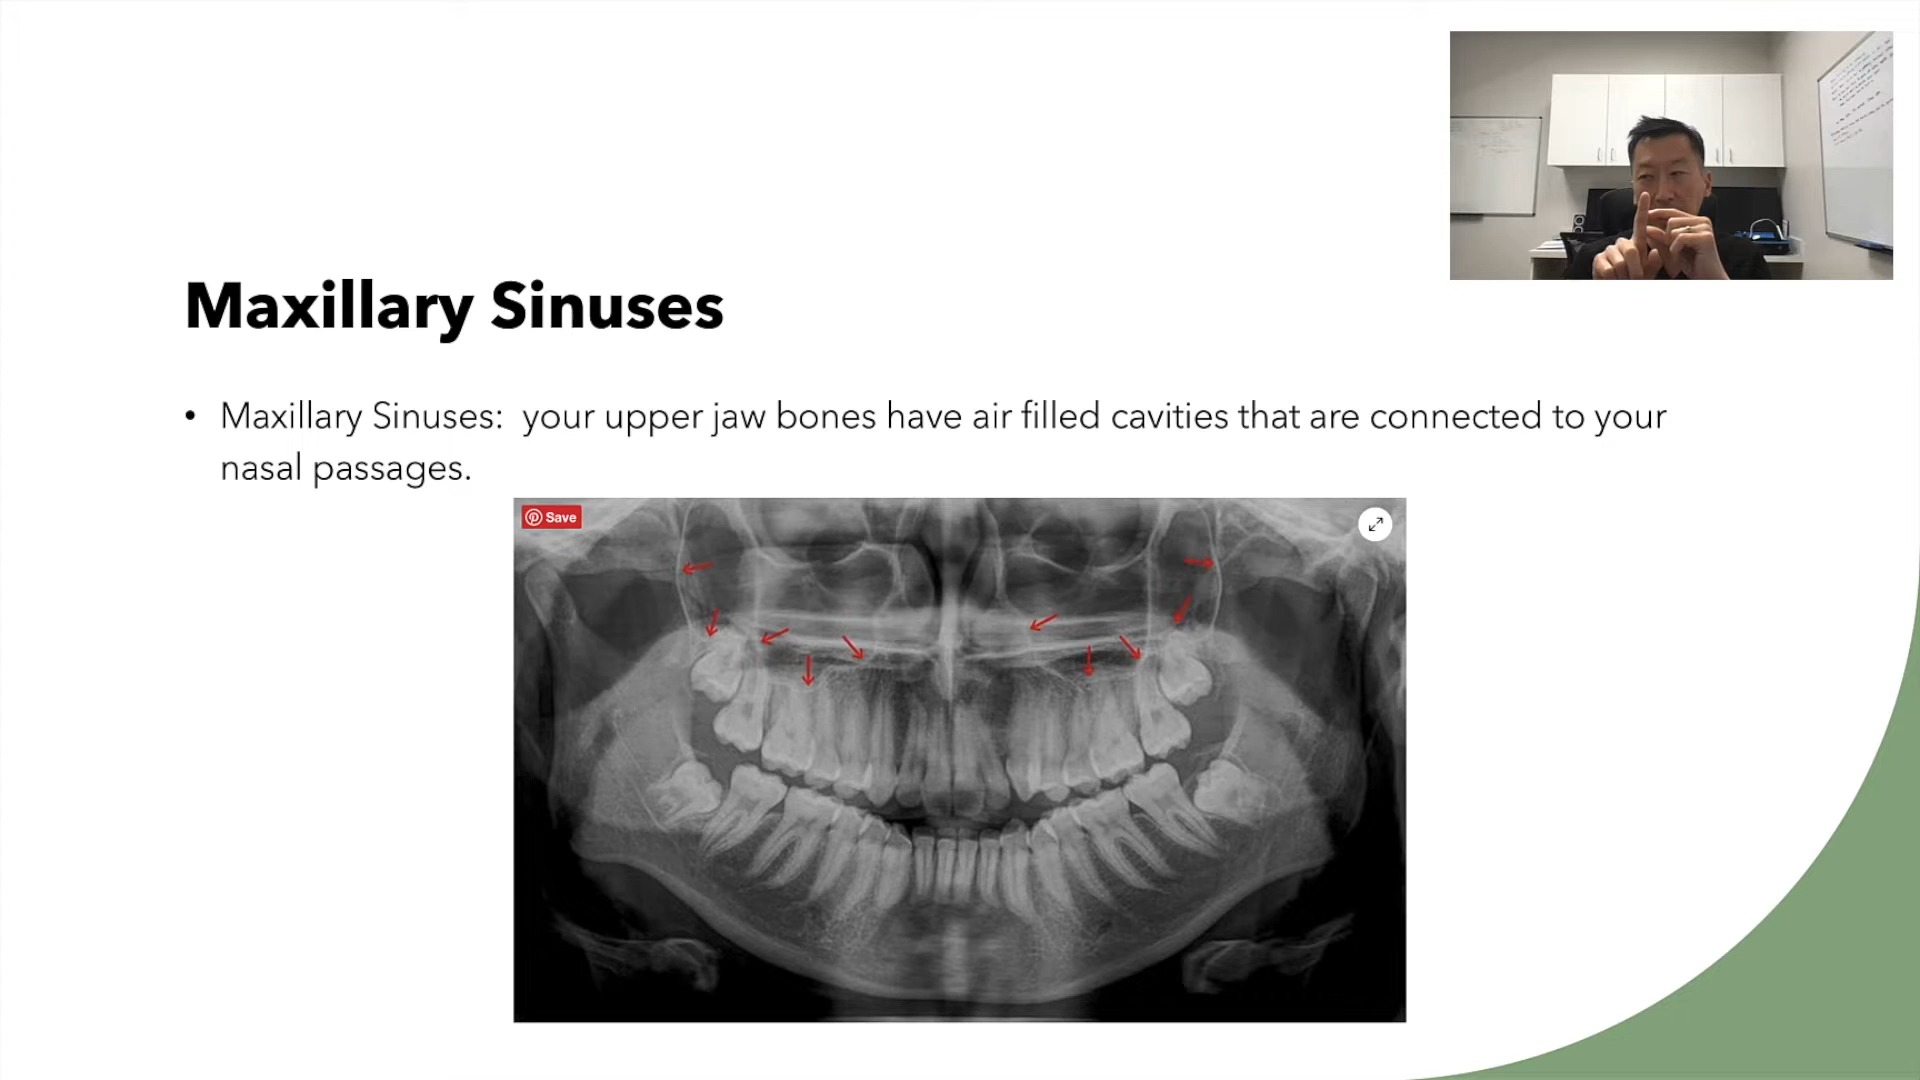 Maxillary Sinuses
• Maxillary Sinuses:  your upper jaw bones have air filled cavities that are connected to your
nasal passages.
Save